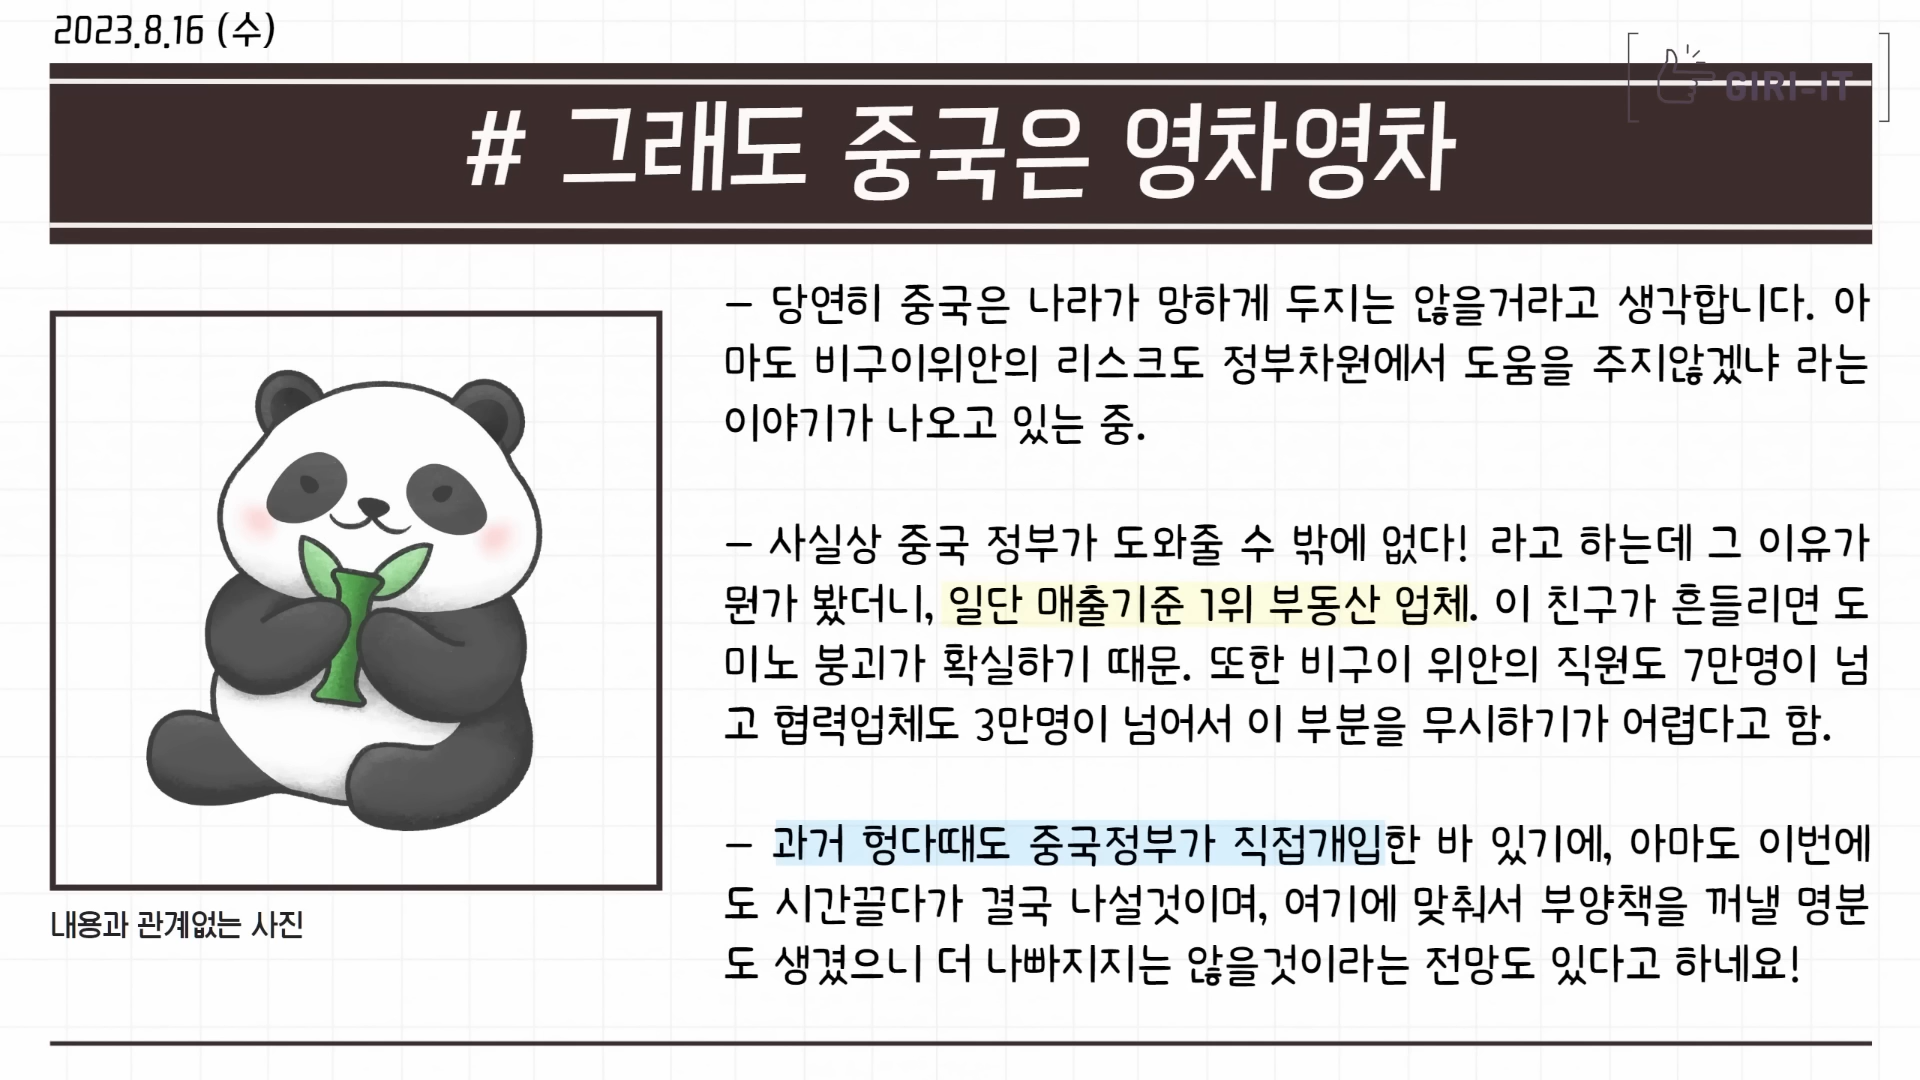 2023.8.16 (수)
GIRI-IT
# 그래도 중국은 영차영차
- 당연히 중국은 나라가 망하게 두지는 않을거라고 생각합니다. 아
마도 비구이위안의 리스크도 정부차원에서 도움을 주지않겠냐 라는
이야기가 나오고 있는 중.
- 사실상 중국 정부가 도와줄 수 밖에 없다! 라고 하는데 그 이유가
뭔가 봤더니, 일단 매출기준 1위 부동산 업체. 이 친구가 흔들리면 도
미노 붕괴가 확실하기 때문. 또한 비구이 위안의 직원도 7만명이 넘
고 협력업체도 3만명이 넘어서 이 부분을 무시하기가 어렵다고 함.
- 과거 헝다때도 중국정부가 직접개입한 바 있기에, 아마도 이번에
도 시간끌다가 결국 나설것이며, 여기에 맞춰서 부양책을 꺼낼 명분
도 생겼으니 더 나빠지지는 않을것이라는 전망도 있다고 하네요!
내용과 관계없는 사진